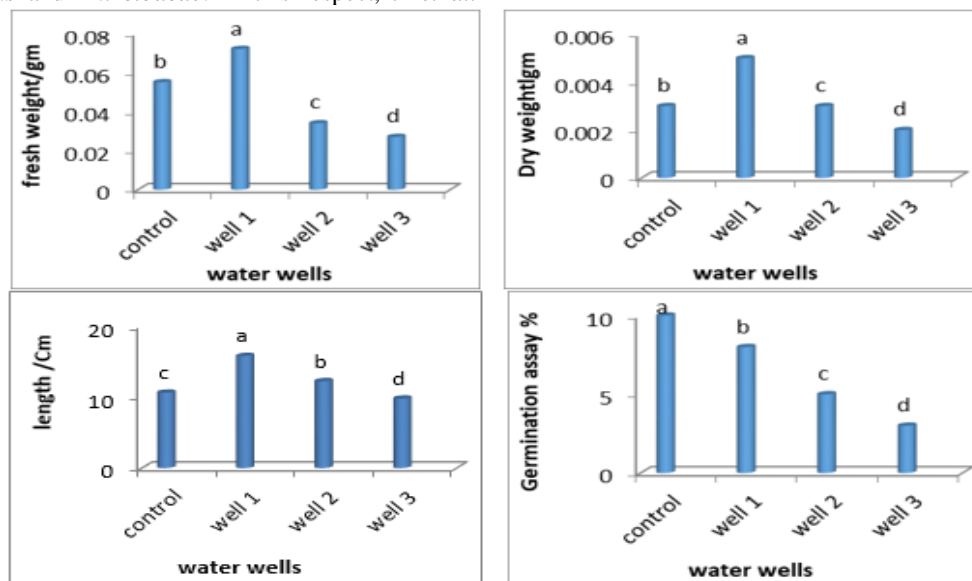 fresh weight/gm
0.08
0.06
0.04
0.02
0
b
a
c
d
control
well 1
well 2
well 3
water wells
Dry weight|gm
0.006
0.004
0.002
0
b
a
c
d
control
well 1
well 2
well 3
water wells
length /Cm
20
10
0
c
a
b
d
control
well 1
well 2
well 3
water wells
Germination assay %
10
5
0
a
b
c
d
control
well 1
well 2
well 3
water wells